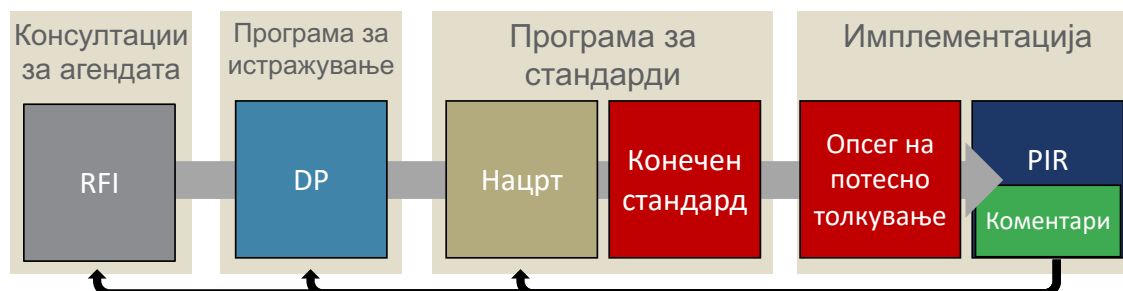 Консултации
за агендата
Програма за
истражување
Програма за
стандарди
Имплементација
RFI
DP
Нацрт
Конечен
стандард
Опсег на
потесно
толкување
PIR
Коментари